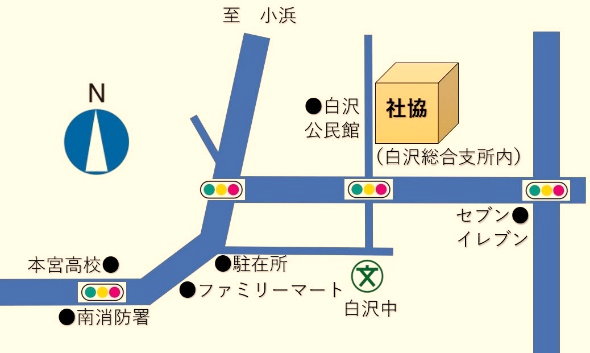 至 小浜
N
●白沢
公民館
社協
(白沢総合支所内)
セブン●
イレブン
本宮高校●
●駐在所
●ファミリーマート
文
白沢中
●南消防署